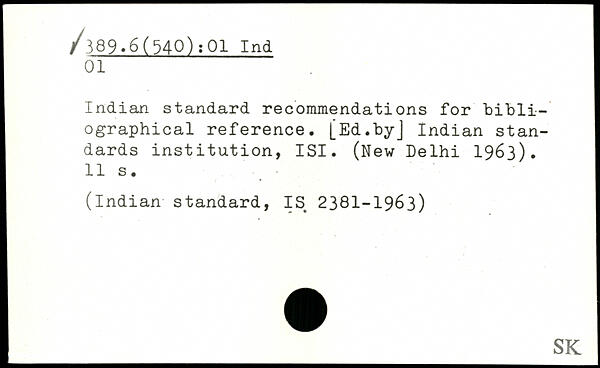 389.6(540):01 Ind
01
Indian standard recommendations for bibli-
ographical reference. [Ed.by] Indian stan-
dards institution, ISI. (New Delhi 1963).
11 s.
(Indian standard, IS 2381-1963)
SK